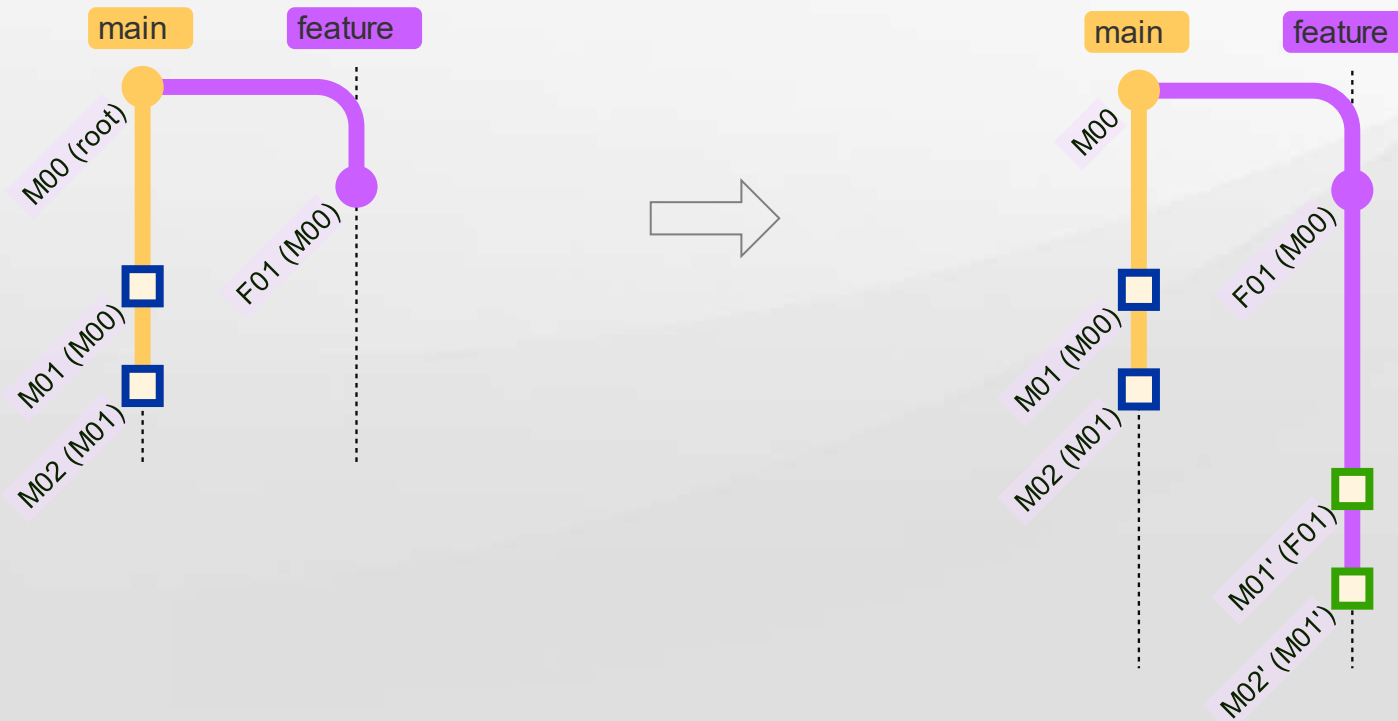 main
feature
M00 (root)
F01 (M00)
M01 (M00)
M02 (M01)
main
feature
M00
F01 (M00)
M01 (M00)
M02 (M01)
M01' (F01)
M02' (M01')